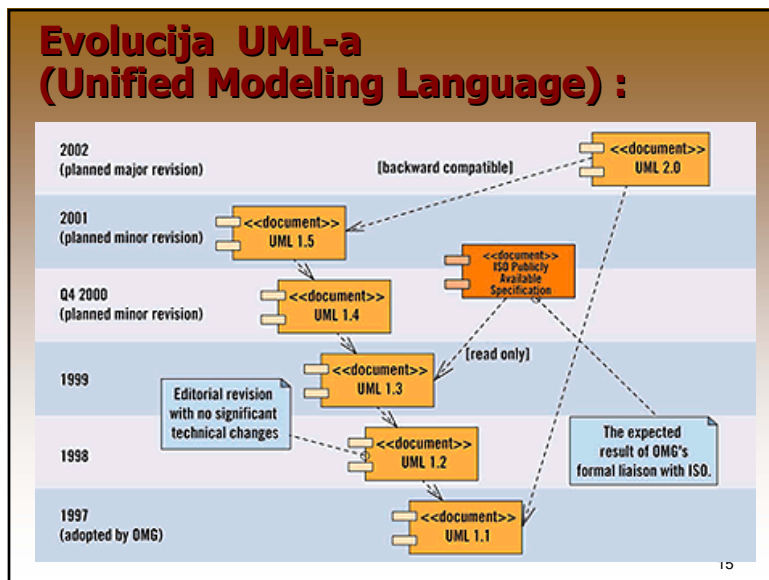 Evolucija UML-a
(Unified Modeling Language) :
2002
(planned major revision)
[backward compatible]
<<document>>
UML 2.0
2001
(planned minor revision)
<<document>>
UML 1.5
<<document>>
ISO Publicly
Available
Specification
Q4 2000
(planned minor revision)
<<document>>
UML 1.4
[read only]
1999
<<document>>
UML 1.3
Editorial revision
with no significant
technical changes
The expected
result of OMG's
formal liaison with ISO.
1998
<<document>>
UML 1.2
1997
(adopted by OMG)
<<document>>
UML 1.1
15